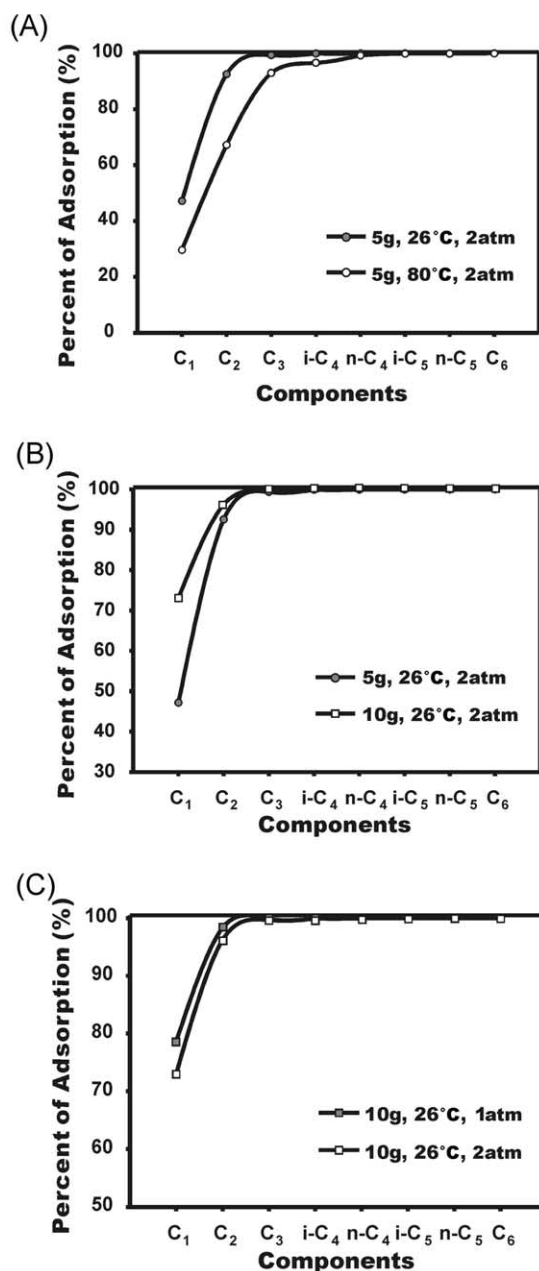 (A)
Percent of Adsorption (%)
100
80
60
40
20
0
5g, 26°C, 2atm
5g, 80°C, 2atm
C₁ C₂ C₃ i-C₄ n-C₄ i-C₅ n-C₅ C₆
Components
(B)
Percent of Adsorption (%)
100
90
80
70
60
50
40
30
5g, 26°C, 2atm
10g, 26°C, 2atm
C₁ C₂ C₃ i-C₄ n-C₄ i-C₅ n-C₅ C₆
Components
(C)
Percent of Adsorption (%)
100
90
80
70
60
50
10g, 26°C, 1atm
10g, 26°C, 2atm
C₁ C₂ C₃ i-C₄ n-C₄ i-C₅ n-C₅ C₆
Components